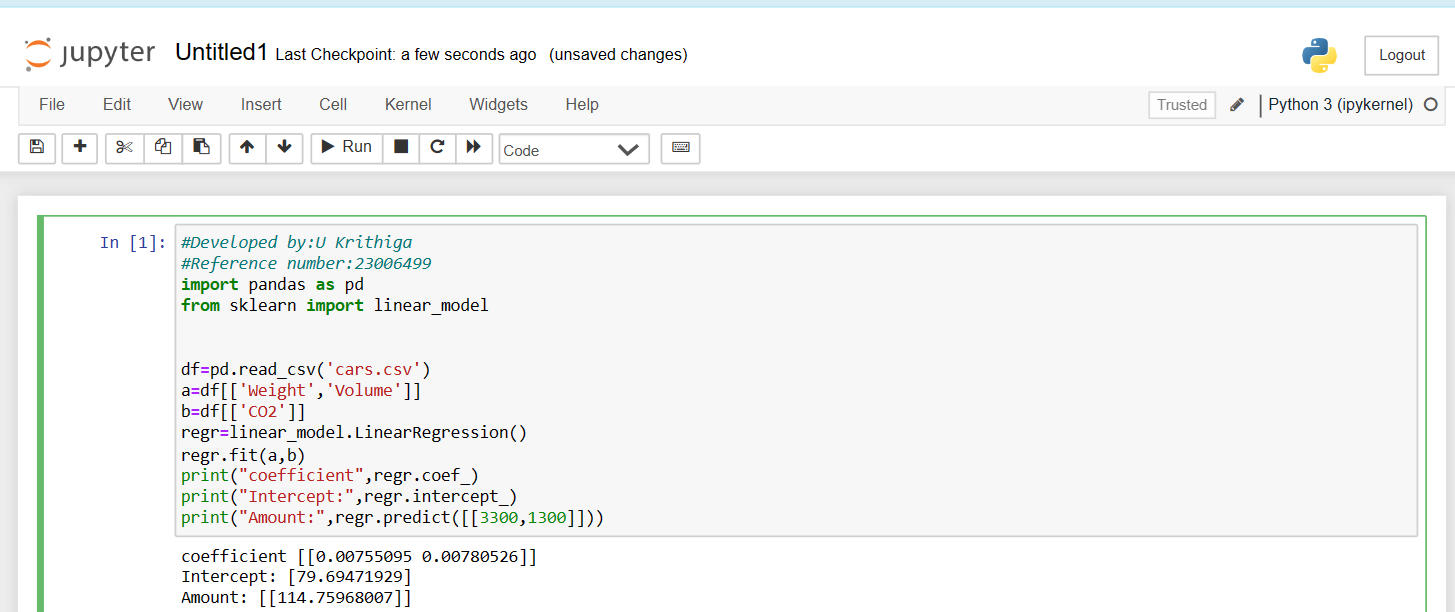 jupyter Untitled1 Last Checkpoint: a few seconds ago (unsaved changes) Logout
File Edit View Insert Cell Kernel Widgets Help Trusted Python 3 (ipykernel)
Run Code
In [1]: #Developed by:U Krithiga
#Reference number:23006499
import pandas as pd
from sklearn import linear_model
df=pd.read_csv('cars.csv')
a=df[['Weight','Volume']]
b=df[['CO2']]
regr=linear_model.LinearRegression()
regr.fit(a,b)
print("coefficient",regr.coef_)
print("Intercept:",regr.intercept_)
print("Amount:",regr.predict([[3300,1300]]))
coefficient [[0.00755095 0.00780526]]
Intercept: [79.69471929]
Amount: [[114.75968007]]